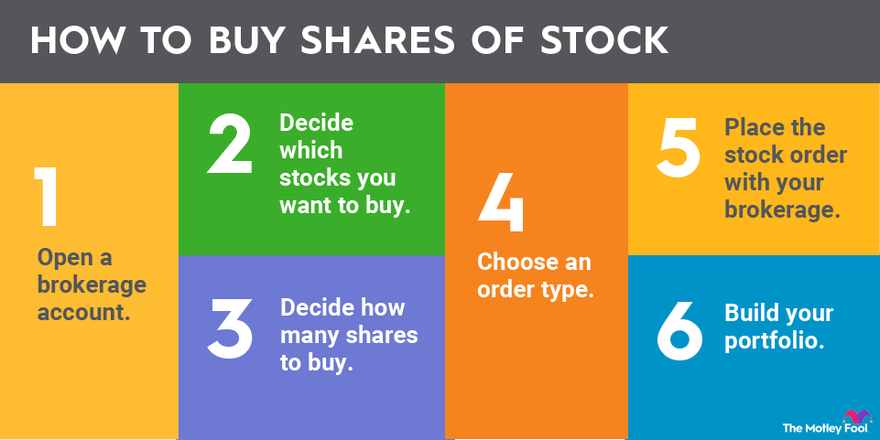 HOW TO BUY SHARES OF STOCK
1
Open a
brokerage
account.
2
Decide
which
stocks you
want to buy.
3
Decide how
many shares
to buy.
4
Choose an
order type.
5
Place the
stock order
with your
brokerage.
6
Build your
portfolio.
The Motley Fool